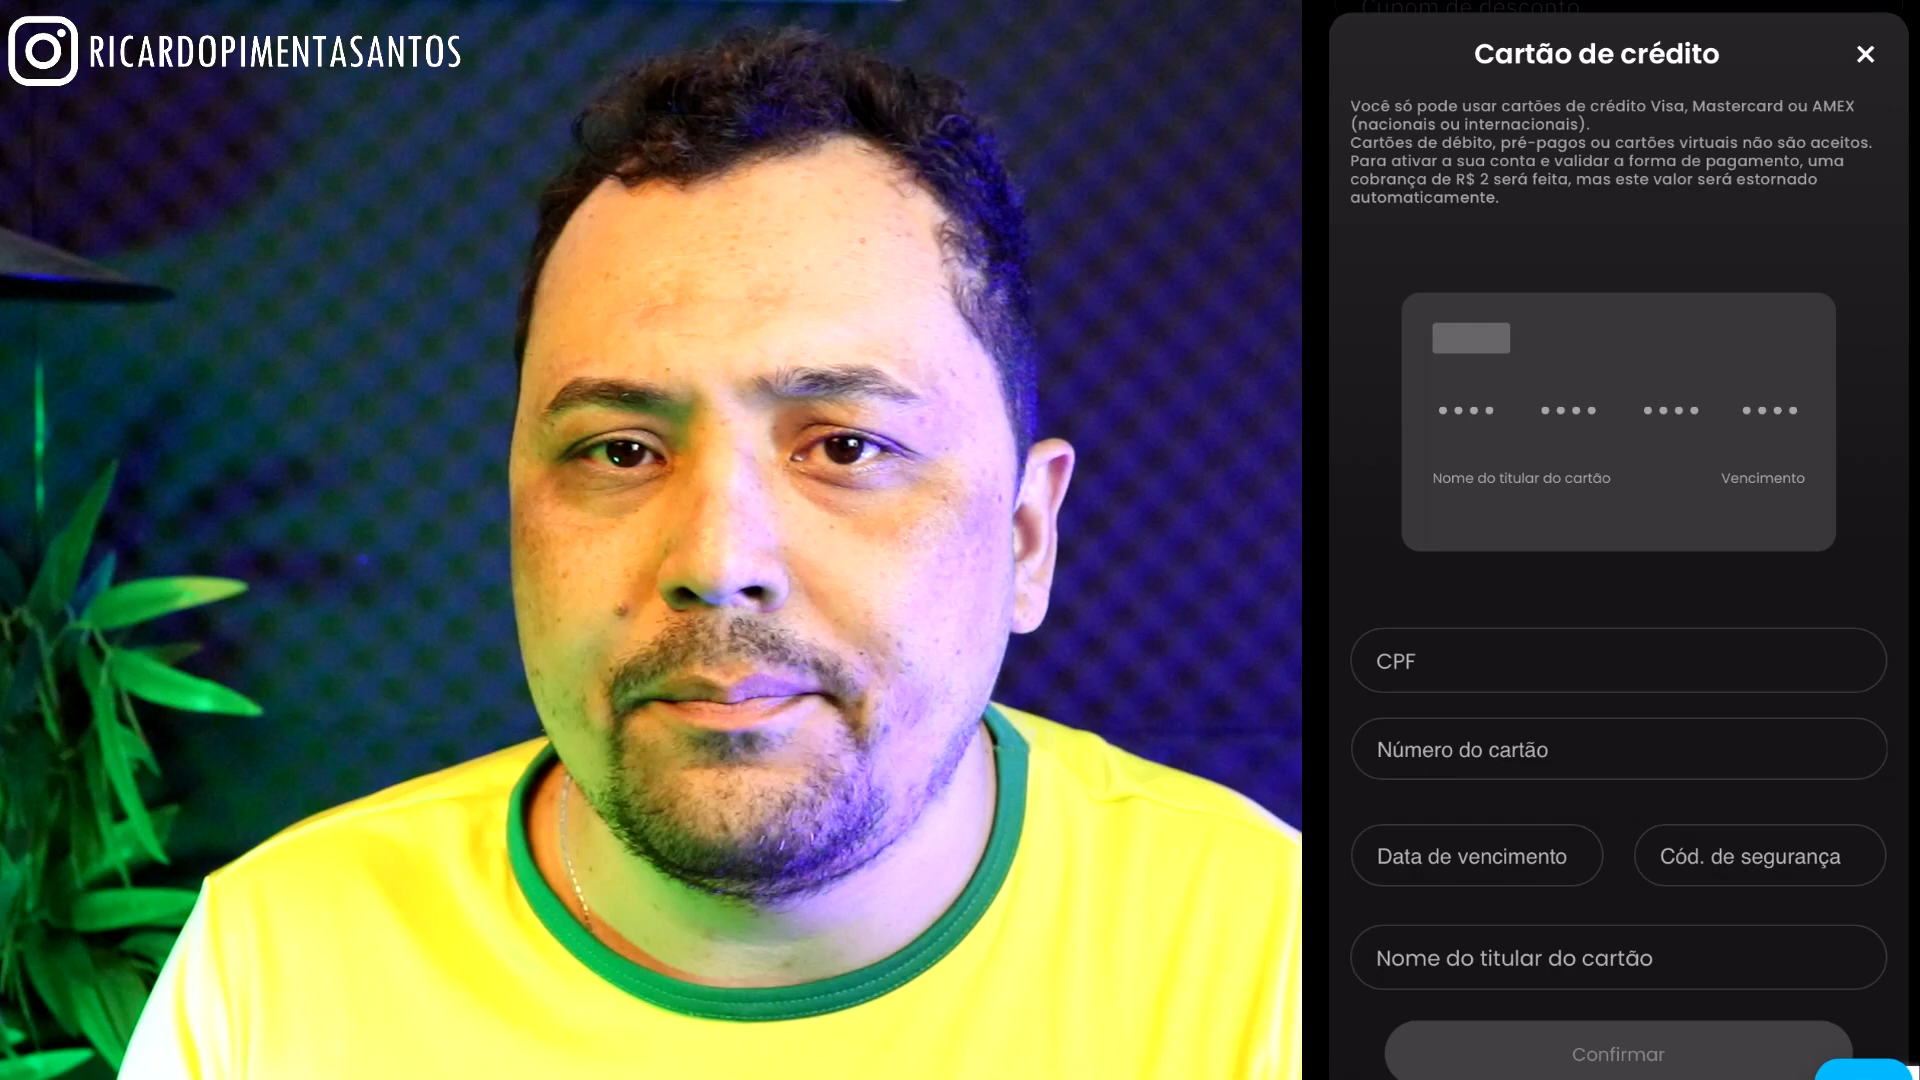 RICARDOPIMENTASANTOS
Cupom de desconto
Cartão de crédito
Você só pode usar cartões de crédito Visa, Mastercard ou AMEX
(nacionais ou internacionais).
Cartões de débito, pré-pagos ou cartões virtuais não são aceitos.
Para ativar a sua conta e validar a forma de pagamento, uma
cobrança de R$ 2 será feita, mas este valor será estornado
automaticamente.
Nome do titular do cartão
Vencimento
CPF
Número do cartão
Data de vencimento
Cód. de segurança
Nome do titular do cartão
Confirmar